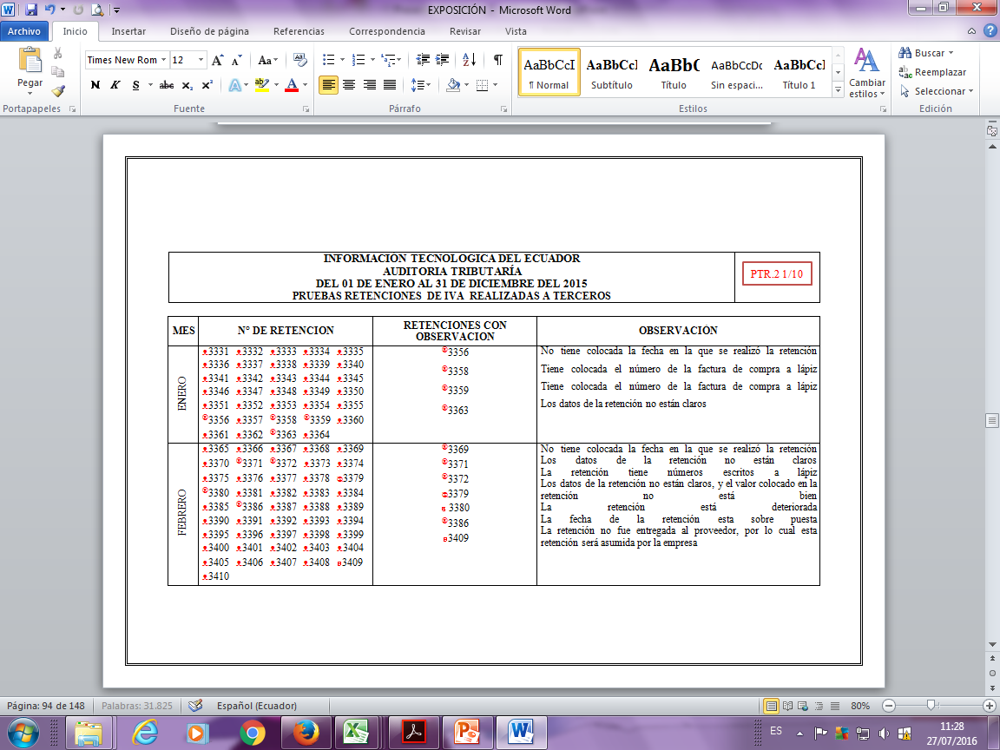 EXPOSICIÓN - Microsoft Word
Archivo Inicio Insertar Diseño de página Referencias Correspondencia Revisar Vista
Times New Rom 12 Aa
AaBbCcI AaBbCcI AaBbC AaBbCcDc AaBbCcI
Pegar
N K S abc x₂ x²
¶ Normal Subtítulo Título Sin espaci... Título 1
Cambiar estilos
Buscar
Reemplazar
Seleccionar
Portapapeles Fuente Párrafo Estilos Edición
INFORMACIÓN TECNOLOGICA DEL ECUADOR
AUDITORIA TRIBUTARÍA
DEL 01 DE ENERO AL 31 DE DICIEMBRE DEL 2015
PRUEBAS RETENCIONES DE IVA REALIZADAS A TERCEROS
PTR.2 1/10
MES N° DE RETENCION RETENCIONES CON OBSERVACION OBSERVACIÓN
ENERO
3331 3332 3333 3334 3335
3336 3337 3338 3339 3340
3341 3342 3343 3344 3345
3346 3347 3348 3349 3350
3351 3352 3353 3354 3355
3356 3357 3358 3359 3360
3361 3362 3363 3364
3356
3358
3359
3363
No tiene colocada la fecha en la que se realizó la retención
Tiene colocada el número de la factura de compra a lápiz
Tiene colocada el número de la factura de compra a lápiz
Los datos de la retención no están claros
FEBRERO
3365 3366 3367 3368 3369
3370 3371 3372 3373 3374
3375 3376 3377 3378 3379
3380 3381 3382 3383 3384
3385 3386 3387 3388 3389
3390 3391 3392 3393 3394
3395 3396 3397 3398 3399
3400 3401 3402 3403 3404
3405 3406 3407 3408 3409
3410
3369
3371
3372
3379
3380
3386
3409
No tiene colocada la fecha en la que se realizó la retención
Los datos de la retención no están claros
La retención tiene números escritos a lápiz
Los datos de la retención no están claros, y el valor colocado en la
retención no está bien
La retención está deteriorada
La fecha de la retención esta sobre puesta
La retención no fue entregada al proveedor, por lo cual esta
retención será asumida por la empresa
Página: 94 de 148 Palabras: 31.825 Español (Ecuador) 80%
ES 11:28
27/07/2016